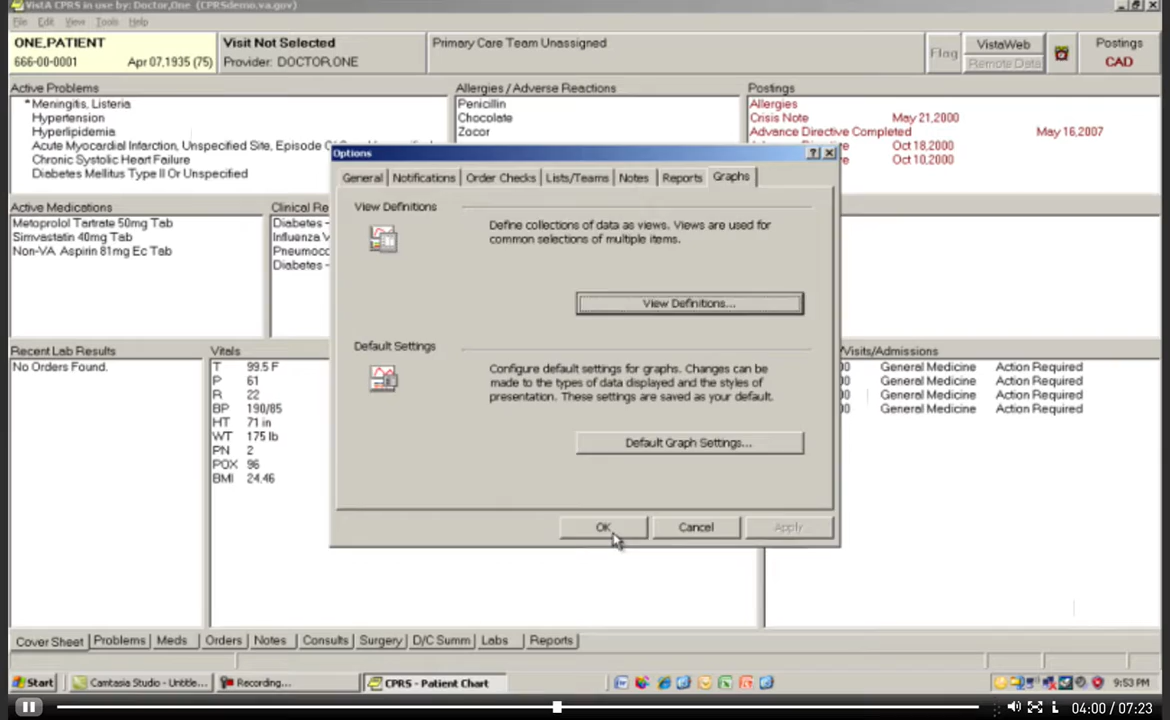 VistA CPRS in use by: Doctor,One (CPRSdemo.va.gov)
File Edit View Tools Help
ONE,PATIENT
666-00-0001 Apr 07,1935 (75)
Visit Not Selected
Provider: DOCTOR,ONE
Primary Care Team Unassigned
Flag
VistaWeb
Remote Data
Postings
CAD
Active Problems
*Meningitis, Listeria
Hypertension
Hyperlipidemia
Acute Myocardial Infarction, Unspecified Site, Episode
Chronic Systolic Heart Failure
Diabetes Mellitus Type II Or Unspecified
Allergies / Adverse Reactions
Penicillin
Chocolate
Zocor
Postings
Allergies
Crisis Note May 21,2000
Advance Directive Completed May 16,2007
Oct 18,2000
Oct 10,2000
Options
General Notifications Order Checks Lists/Teams Notes Reports Graphs
View Definitions
Define collections of data as views. Views are used for
common selections of multiple items.
View Definitions...
Default Settings
Configure default settings for graphs. Changes can be
made to the types of data displayed and the styles of
presentation. These settings are saved as your default.
Default Graph Settings...
OK Cancel Apply
Active Medications
Metoprolol Tartrate 50mg Tab
Simvastatin 40mg Tab
Non-VA Aspirin 81mg Ec Tab
Clinical Re
Diabetes -
Influenza V
Pneumoco
Diabetes -
Recent Lab Results
No Orders Found.
Vitals
T 99.5 F
P 61
R 22
BP 190/85
HT 71 in
WT 175 lb
PN 2
POX 96
BMI 24.46
/Visits/Admissions
00 General Medicine Action Required
00 General Medicine Action Required
00 General Medicine Action Required
00 General Medicine Action Required
Cover Sheet Problems Meds Orders Notes Consults Surgery D/C Summ Labs Reports
Start Camtasia Studio - Untitle... Recording... CPRS - Patient Chart 9:53 PM
04:00 / 07:23